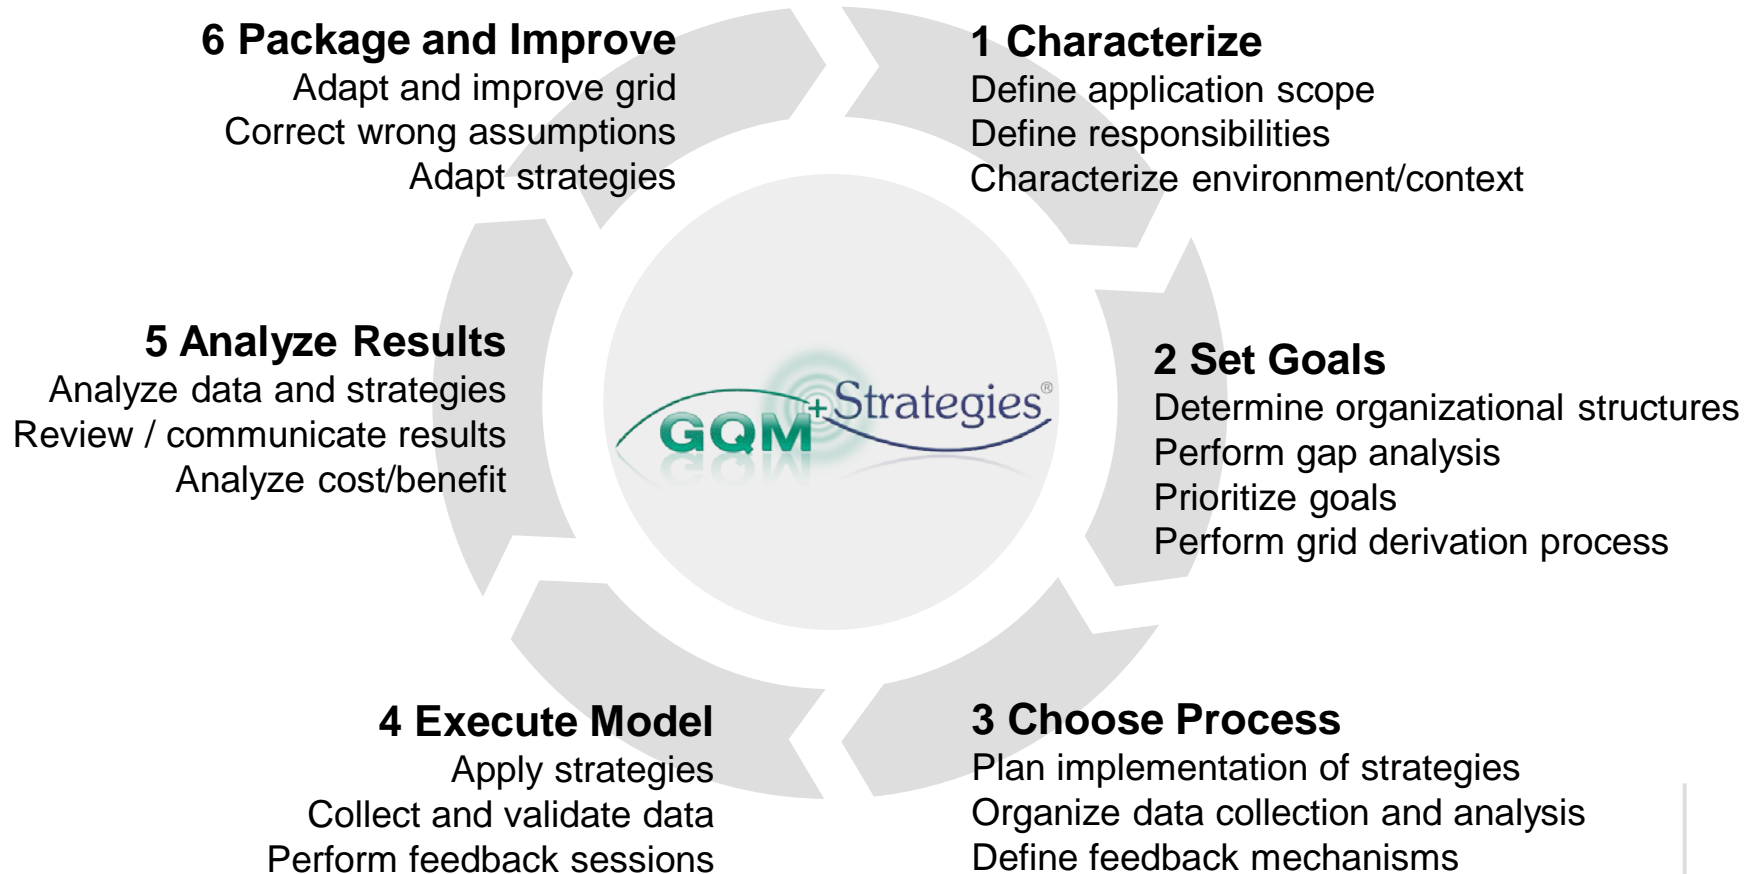 6 Package and Improve
Adapt and improve grid
Correct wrong assumptions
Adapt strategies
1 Characterize
Define application scope
Define responsibilities
Characterize environment/context
5 Analyze Results
Analyze data and strategies
Review / communicate results
Analyze cost/benefit
GQM+Strategies®
2 Set Goals
Determine organizational structures
Perform gap analysis
Prioritize goals
Perform grid derivation process
4 Execute Model
Apply strategies
Collect and validate data
Perform feedback sessions
3 Choose Process
Plan implementation of strategies
Organize data collection and analysis
Define feedback mechanisms